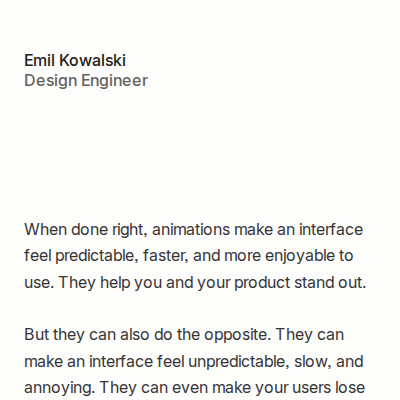 Emil Kowalski
Design Engineer
When done right, animations make an interface
feel predictable, faster, and more enjoyable to
use. They help you and your product stand out.
But they can also do the opposite. They can
make an interface feel unpredictable, slow, and
annoying. They can even make your users lose